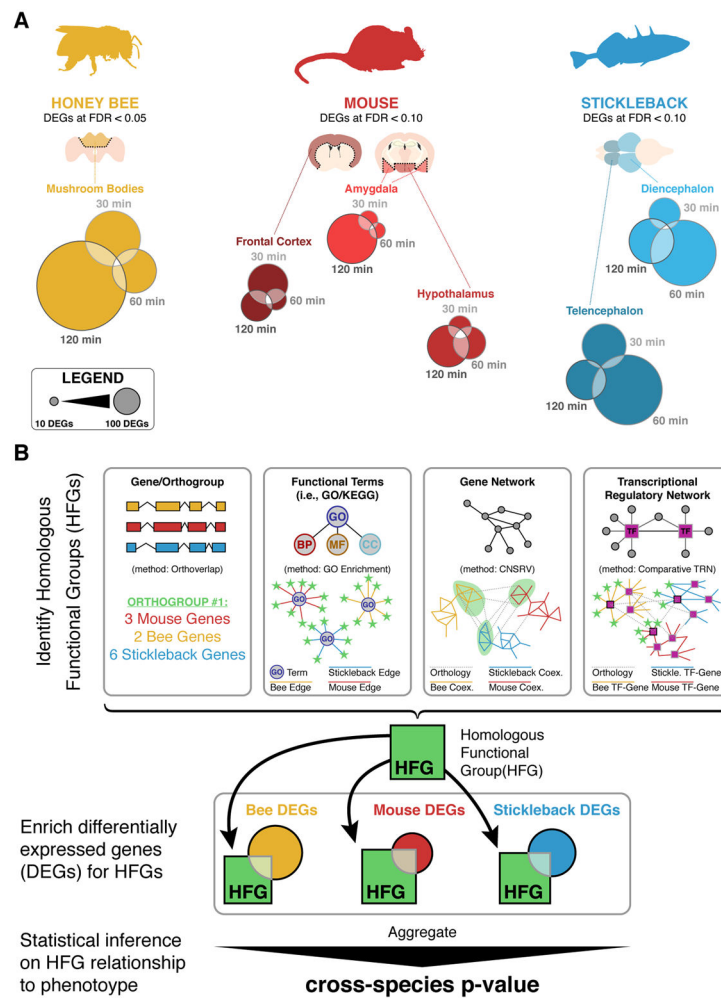 A
HONEY BEE
DEGs at FDR < 0.05
Mushroom Bodies
30 min
60 min
120 min
MOUSE
DEGs at FDR < 0.10
Amygdala
30 min
60 min
120 min
Frontal Cortex
30 min
60 min
120 min
Hypothalamus
30 min
60 min
120 min
STICKLEBACK
DEGs at FDR < 0.10
Diencephalon
30 min
120 min
60 min
Telencephalon
30 min
120 min
60 min
LEGEND
10 DEGs
100 DEGs
B
Identify Homologous
Functional Groups (HFGs)
Gene/Orthogroup
(method: Orthoverlap)
ORTHOGROUP #1:
3 Mouse Genes
2 Bee Genes
6 Stickleback Genes
Functional Terms
(i.e., GO/KEGG)
GO
BP
MF
CC
(method: GO Enrichment)
GO
GO
GO
GO Term
Stickleback Edge
Bee Edge
Mouse Edge
Gene Network
(method: CNSRV)
Orthology
Stickleback Coex.
Bee Coex.
Mouse Coex.
Transcriptional
Regulatory Network
TF
TF
(method: Comparative TRN)
Orthology
Stickle. TF-Gene
Bee TF-Gene
Mouse TF-Gene
HFG
Homologous
Functional
Group(HFG)
Enrich differentially
expressed genes
(DEGs) for HFGs
Bee DEGs
Mouse DEGs
Stickleback DEGs
HFG
HFG
HFG
Statistical inference
on HFG relationship
to phenotoype
Aggregate
cross-species p-value